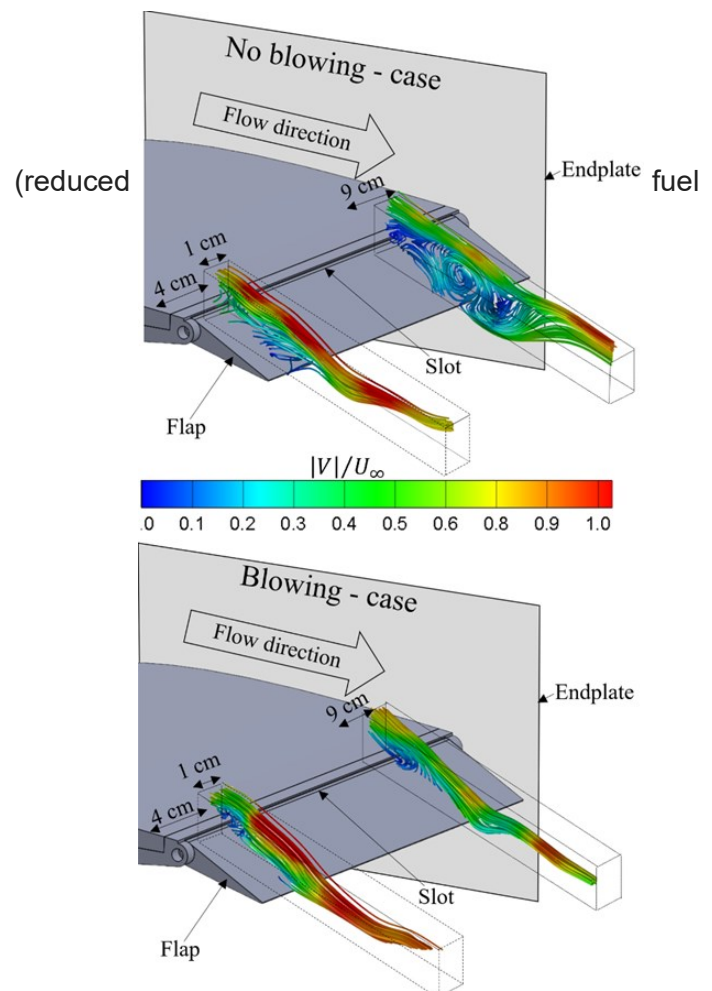 No blowing - case
Flow direction
(reduced
fuel
9 cm
Endplate
1 cm
4 cm
Slot
Flap
|V|/U∞
.0 0.1 0.2 0.3 0.4 0.5 0.6 0.8 0.9 1.0
Blowing - case
Flow direction
9 cm
Endplate
1 cm
4 cm
Slot
Flap